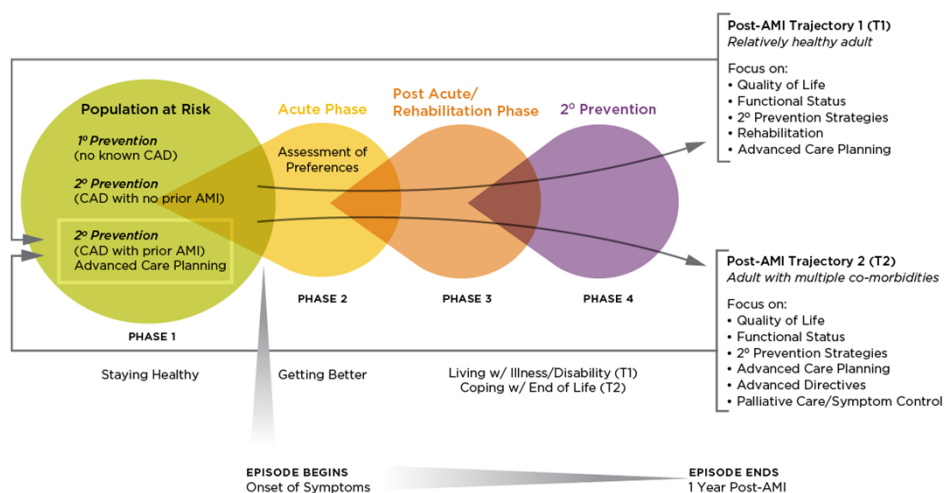 Post-AMI Trajectory 1 (T1)
Relatively healthy adult
Focus on:
• Quality of Life
• Functional Status
• 2º Prevention Strategies
• Rehabilitation
• Advanced Care Planning
Population at Risk
1º Prevention
(no known CAD)
2º Prevention
(CAD with no prior AMI)
2º Prevention
(CAD with prior AMI)
Advanced Care Planning
PHASE 1
Acute Phase
Assessment of
Preferences
PHASE 2
Post Acute/
Rehabilitation Phase
PHASE 3
2º Prevention
PHASE 4
Post-AMI Trajectory 2 (T2)
Adult with multiple co-morbidities
Focus on:
• Quality of Life
• Functional Status
• 2º Prevention Strategies
• Advanced Care Planning
• Advanced Directives
• Palliative Care/Symptom Control
Staying Healthy
Getting Better
Living w/ Illness/Disability (T1)
Coping w/ End of Life (T2)
EPISODE BEGINS
Onset of Symptoms
EPISODE ENDS
1 Year Post-AMI